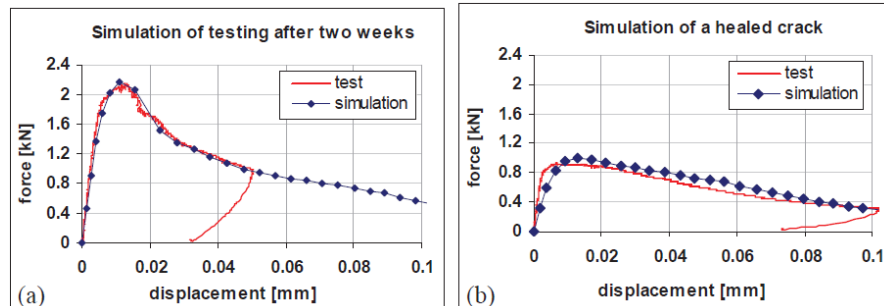 Simulation of testing after two weeks
2.4
2
1.6
1.2
0.8
0.4
0
force [kN]
test
simulation
0 0.02 0.04 0.06 0.08 0.1
displacement [mm]
(a)
Simulation of a healed crack
2.4
2
1.6
1.2
0.8
0.4
0
force [kN]
test
simulation
0 0.02 0.04 0.06 0.08 0.1
displacement [mm]
(b)